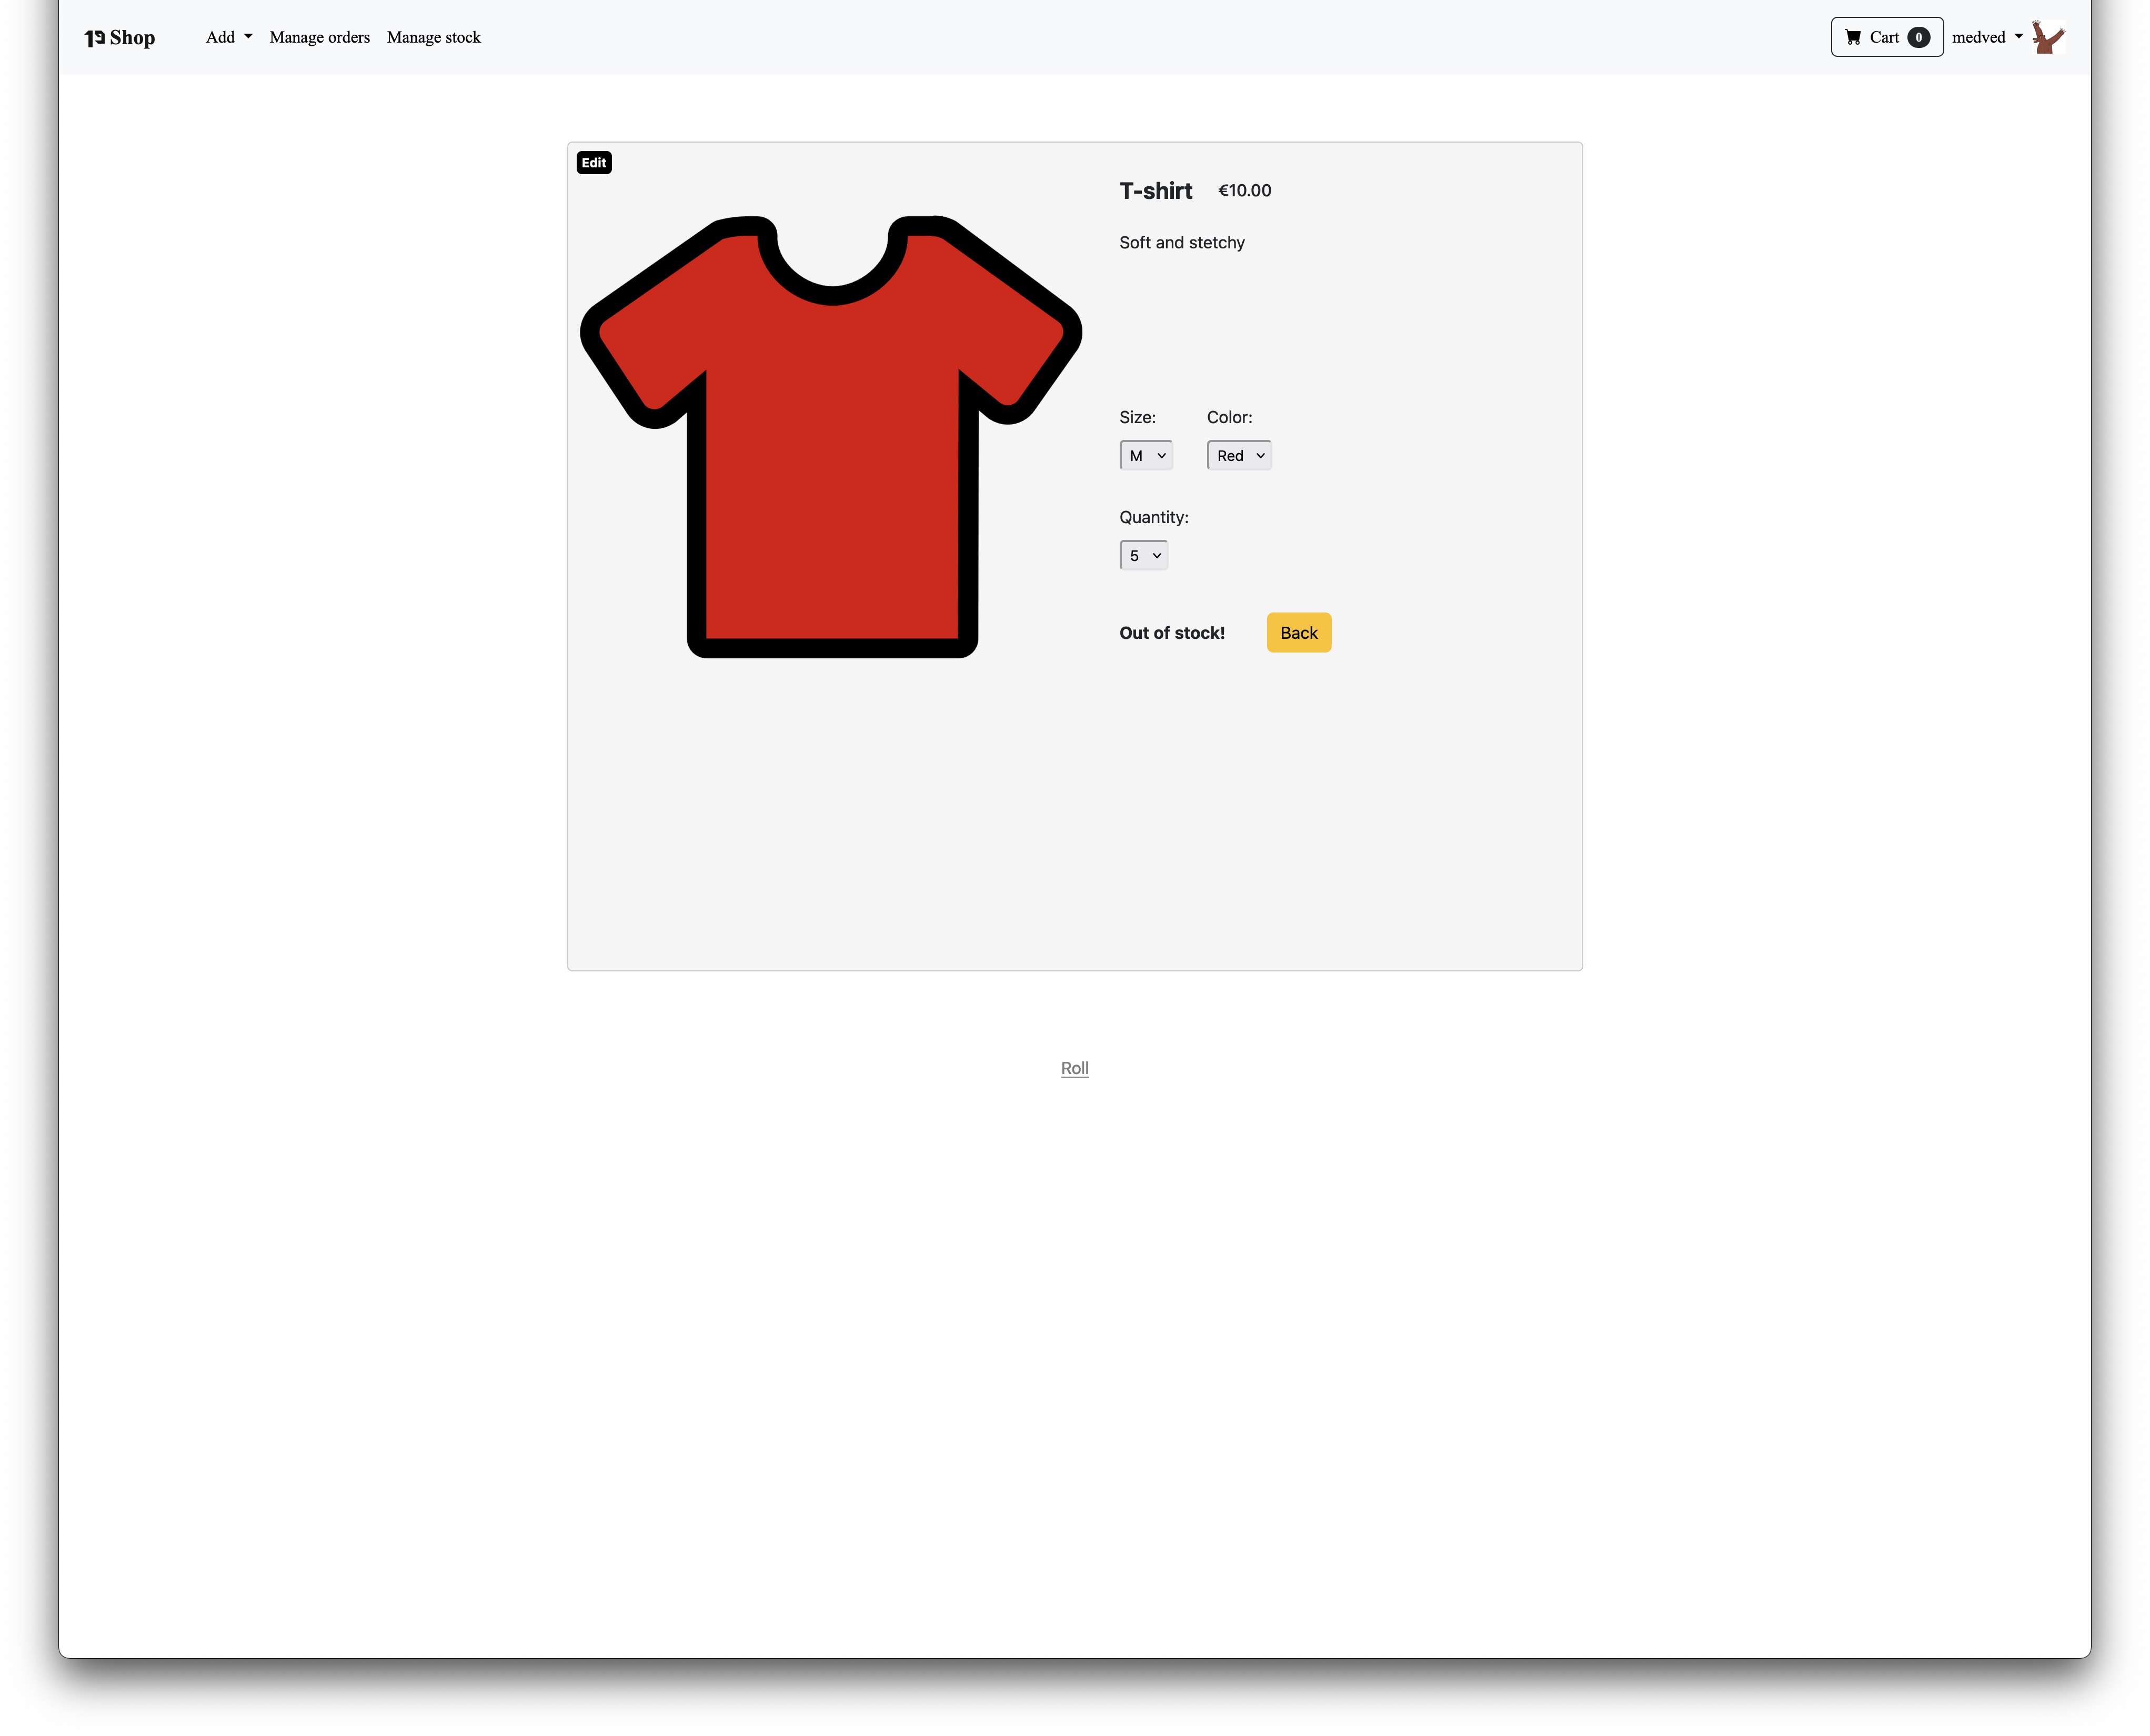 19 Shop Add Manage orders Manage stock Cart 0 medved
Edit
T-shirt €10.00
Soft and stetchy
Size: Color:
M Red
Quantity:
5
Out of stock! Back
Roll